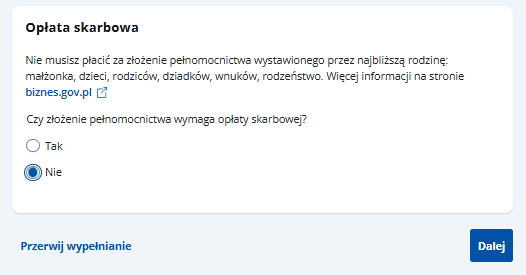 Opłata skarbowa
Nie musisz płacić za złożenie pełnomocnictwa wystawionego przez najbliższą rodzinę:
małżonka, dzieci, rodziców, dziadków, wnuków, rodzeństwo. Więcej informacji na stronie
biznes.gov.pl
Czy złożenie pełnomocnictwa wymaga opłaty skarbowej?
Tak
Nie
Przerwij wypełnianie
Dalej